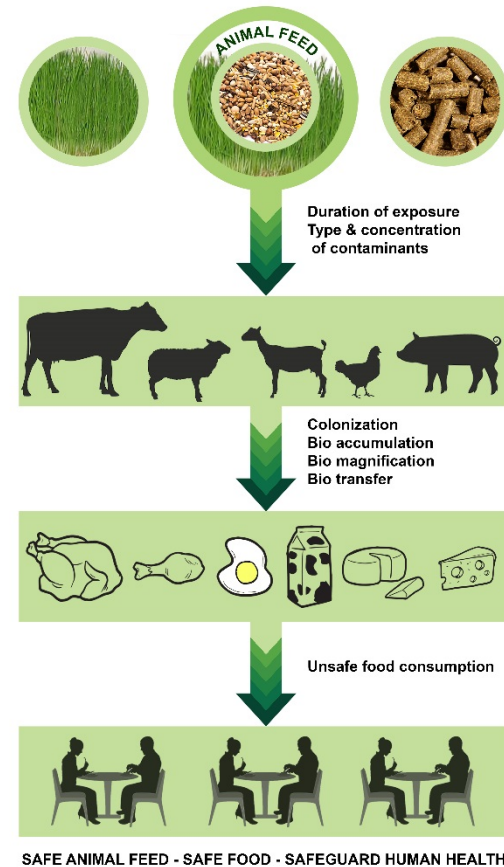 ANIMAL FEED
Duration of exposure
Type & concentration
of contaminants
Colonization
Bio accumulation
Bio magnification
Bio transfer
Unsafe food consumption
SAFE ANIMAL FEED - SAFE FOOD - SAFEGUARD HUMAN HEALTH